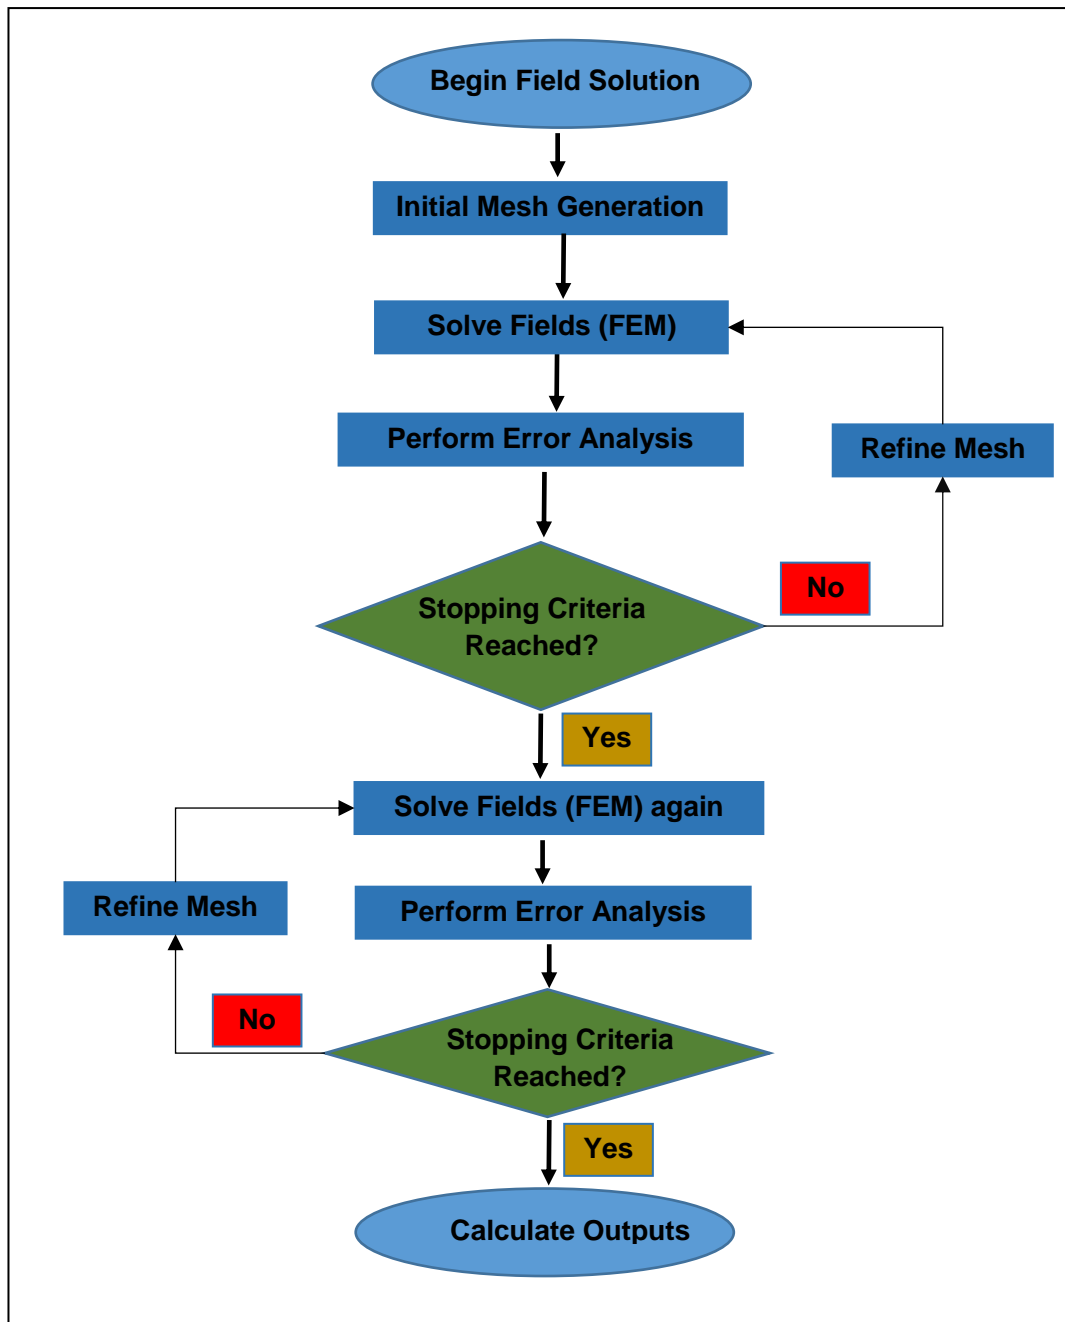 Begin Field Solution
Initial Mesh Generation
Solve Fields (FEM)
Perform Error Analysis
Refine Mesh
No
Stopping Criteria
Reached?
Yes
Solve Fields (FEM) again
Refine Mesh
Perform Error Analysis
No
Stopping Criteria
Reached?
Yes
Calculate Outputs